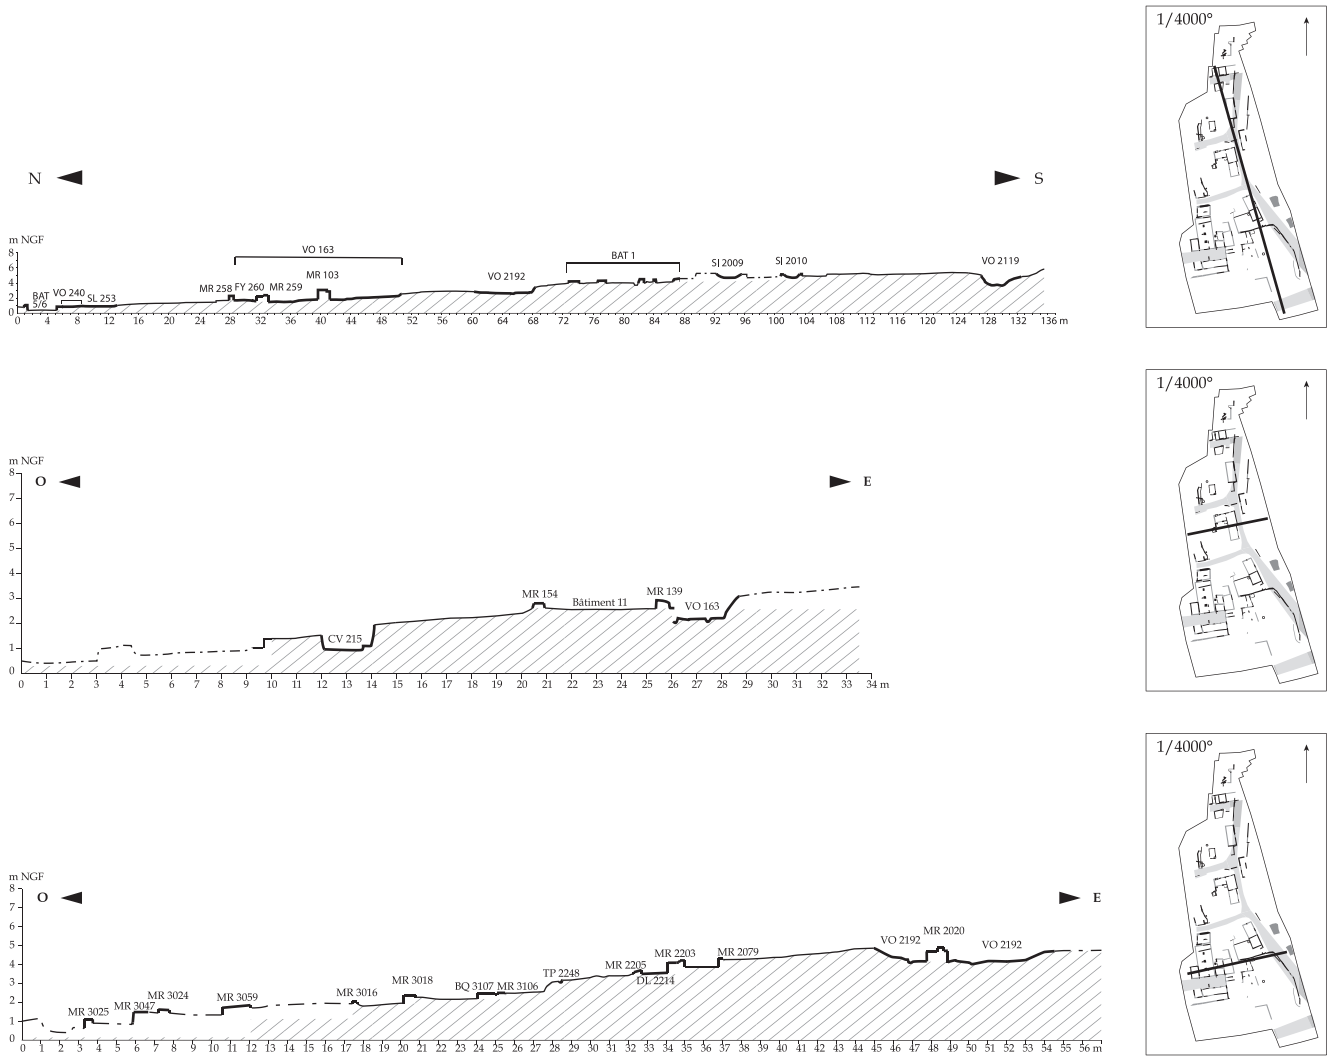 1/4000°
N S
m NGF
VO 163
BAT 1
MR 103
VO 2192
SJ 2009
SJ 2010
VO 2119
BAT 5/6
VO 240
SL 253
MR 258
FY 260
MR 259
8
6
4
2
0
0 4 8 12 16 20 24 28 32 36 40 44 48 52 56 60 64 68 72 76 80 84 88 92 96 100 104 108 112 116 120 124 128 132 136 m
1/4000°
m NGF
O E
8
7
6
5
4
3
2
1
0
MR 154
Bâtiment 11
MR 139
VO 163
CV 215
0 1 2 3 4 5 6 7 8 9 10 11 12 13 14 15 16 17 18 19 20 21 22 23 24 25 26 27 28 29 30 31 32 33 34 m
1/4000°
m NGF
O E
8
7
6
5
4
3
2
1
0
MR 3025
MR 3047
MR 3024
MR 3059
MR 3016
MR 3018
BQ 3107
MR 3106
TP 2248
MR 2205
DL 2214
MR 2203
MR 2079
VO 2192
MR 2020
VO 2192
0 1 2 3 4 5 6 7 8 9 10 11 12 13 14 15 16 17 18 19 20 21 22 23 24 25 26 27 28 29 30 31 32 33 34 35 36 37 38 39 40 41 42 43 44 45 46 47 48 49 50 51 52 53 54 55 56 m